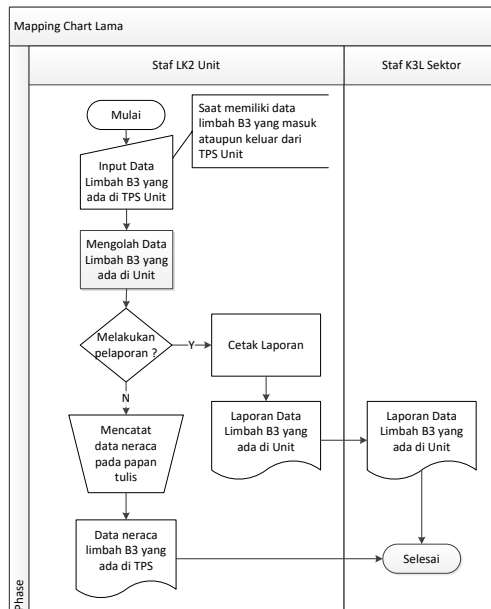 Mapping Chart Lama
Staf LK2 Unit
Staf K3L Sektor
Mulai
Saat memiliki data
limbah B3 yang masuk
ataupun keluar dari
TPS Unit
Input Data
Limbah B3 yang
ada di TPS Unit
Mengolah Data
Limbah B3 yang
ada di Unit
Melakukan
pelaporan ?
Y
Cetak Laporan
N
Mencatat
data neraca
pada papan
tulis
Laporan Data
Limbah B3 yang
ada di Unit
Laporan Data
Limbah B3 yang
ada di Unit
Data neraca
limbah B3 yang
ada di TPS
Selesai
Phase